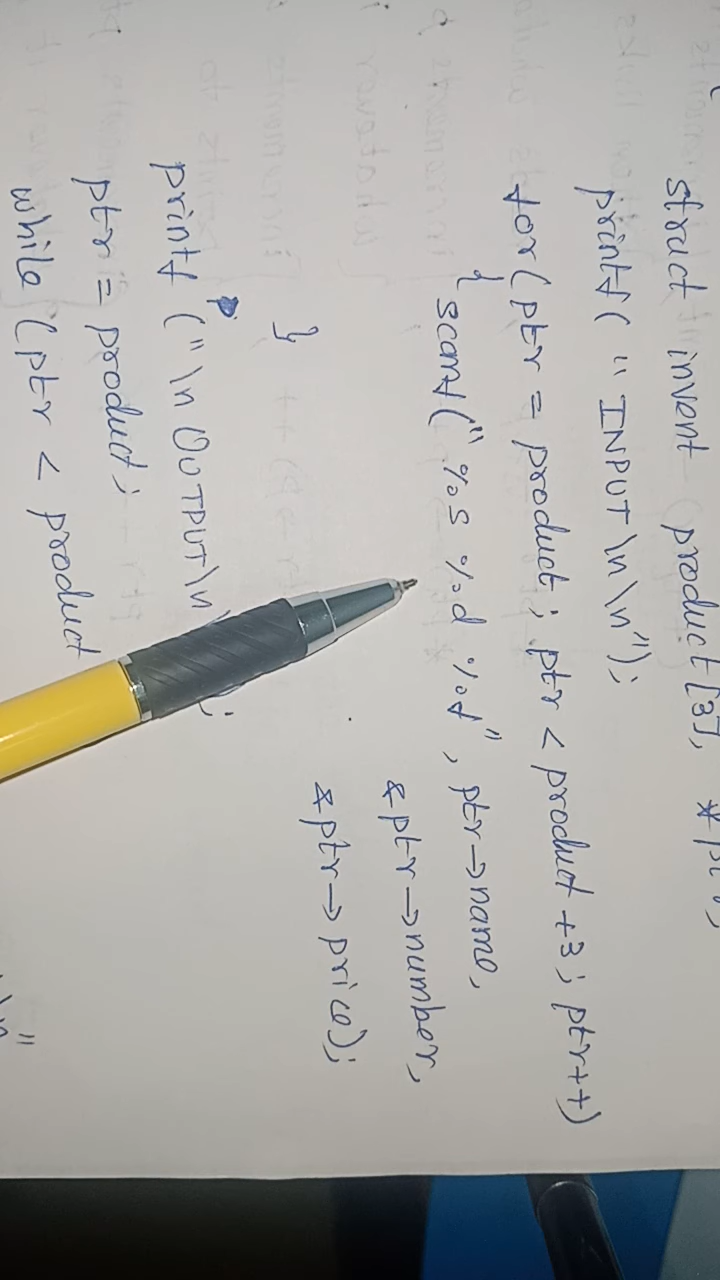 struct invent product[3], *ptr;
printf( " INPUT \n \n");
for( ptr = product; ptr < product +3; ptr++)
{ scanf( " %s %d %f ", ptr→name,
&ptr→number,
&ptr→price);
}
printf (" \n OUTPUT\n ;
ptr = product;
while (ptr < product
\n"